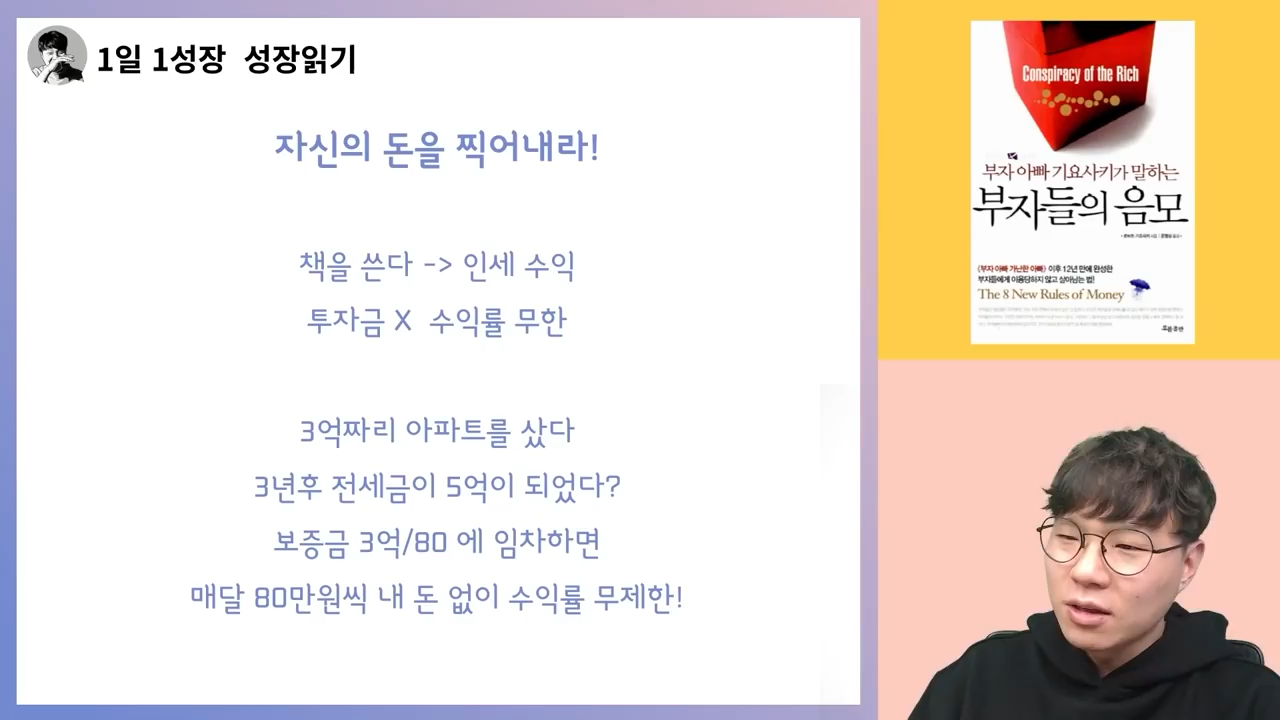 1일 1성장 성장읽기
자신의 돈을 찍어내라!
책을 쓴다 -> 인세 수익
투자금 X 수익률 무한
3억짜리 아파트를 샀다
3년후 전세금이 5억이 되었다?
보증금 3억/80 에 임차하면
매달 80만원씩 내 돈 없이 수익률 무제한!
Conspiracy of the Rich
부자 아빠 기요사키가 말하는
부자들의 음모
《부자 아빠 가난한 아빠》 이후 12년 만에 완성한
부자들에게 이용당하지 않고 살아남는 법!
The 8 New Rules of Money